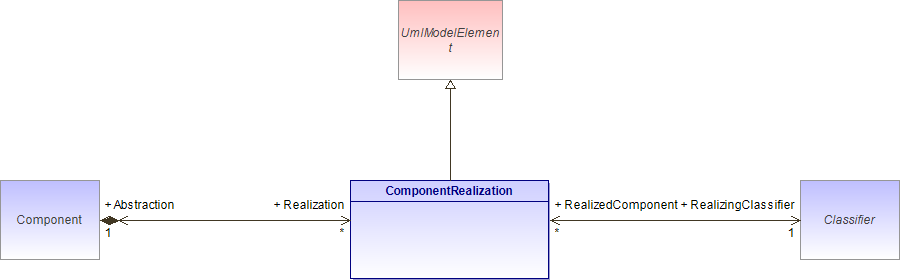 UmlModelElemen
t
ComponentRealization
Component
+ Abstraction
+ Realization
1
*
+ RealizedComponent
+ RealizingClassifier
*
1
Classifier